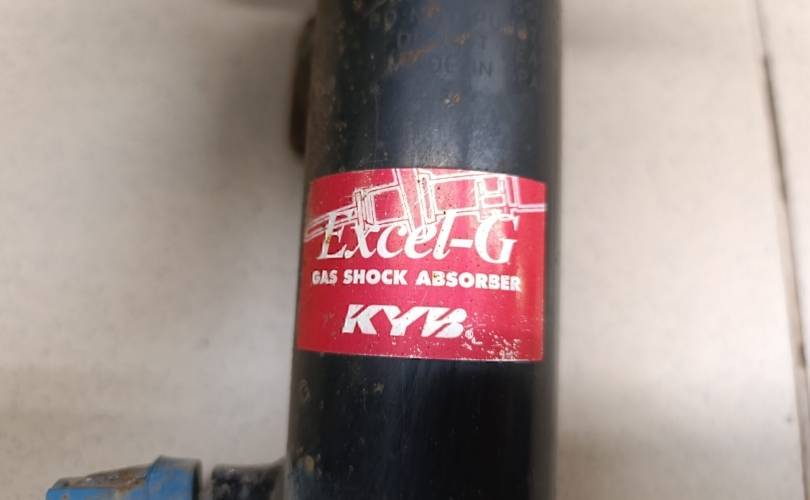 Excel-G
GAS SHOCK ABSORBER
KYB